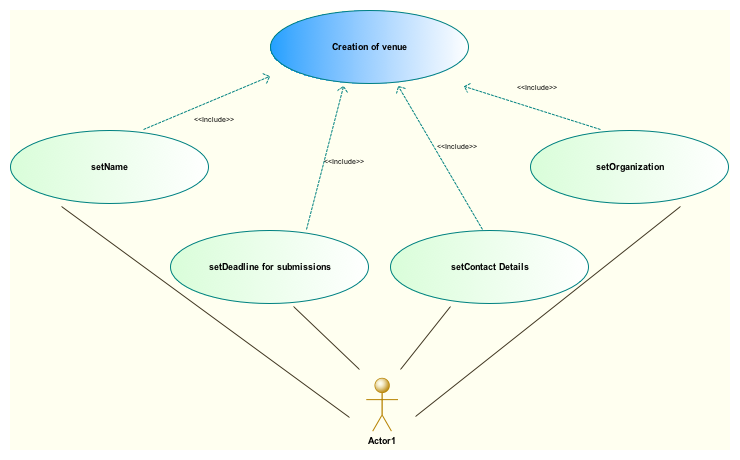 Creation of venue
<<Include>>
<<Include>>
<<Include>>
<<Include>>
setName
setOrganization
setDeadline for submissions
setContact Details
Actor1